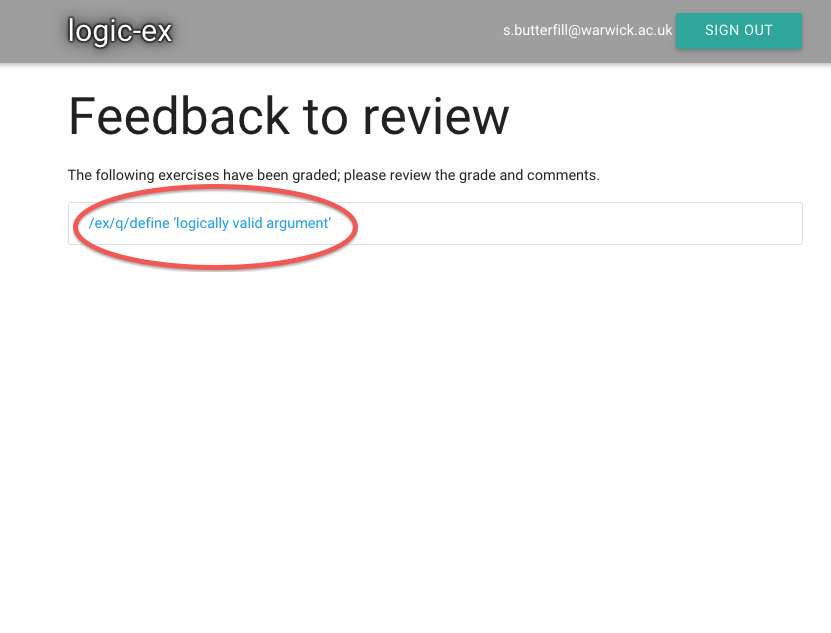 logic-ex
s.butterfill@warwick.ac.uk SIGN OUT
Feedback to review
The following exercises have been graded; please review the grade and comments.
/ex/q/define ‘logically valid argument’